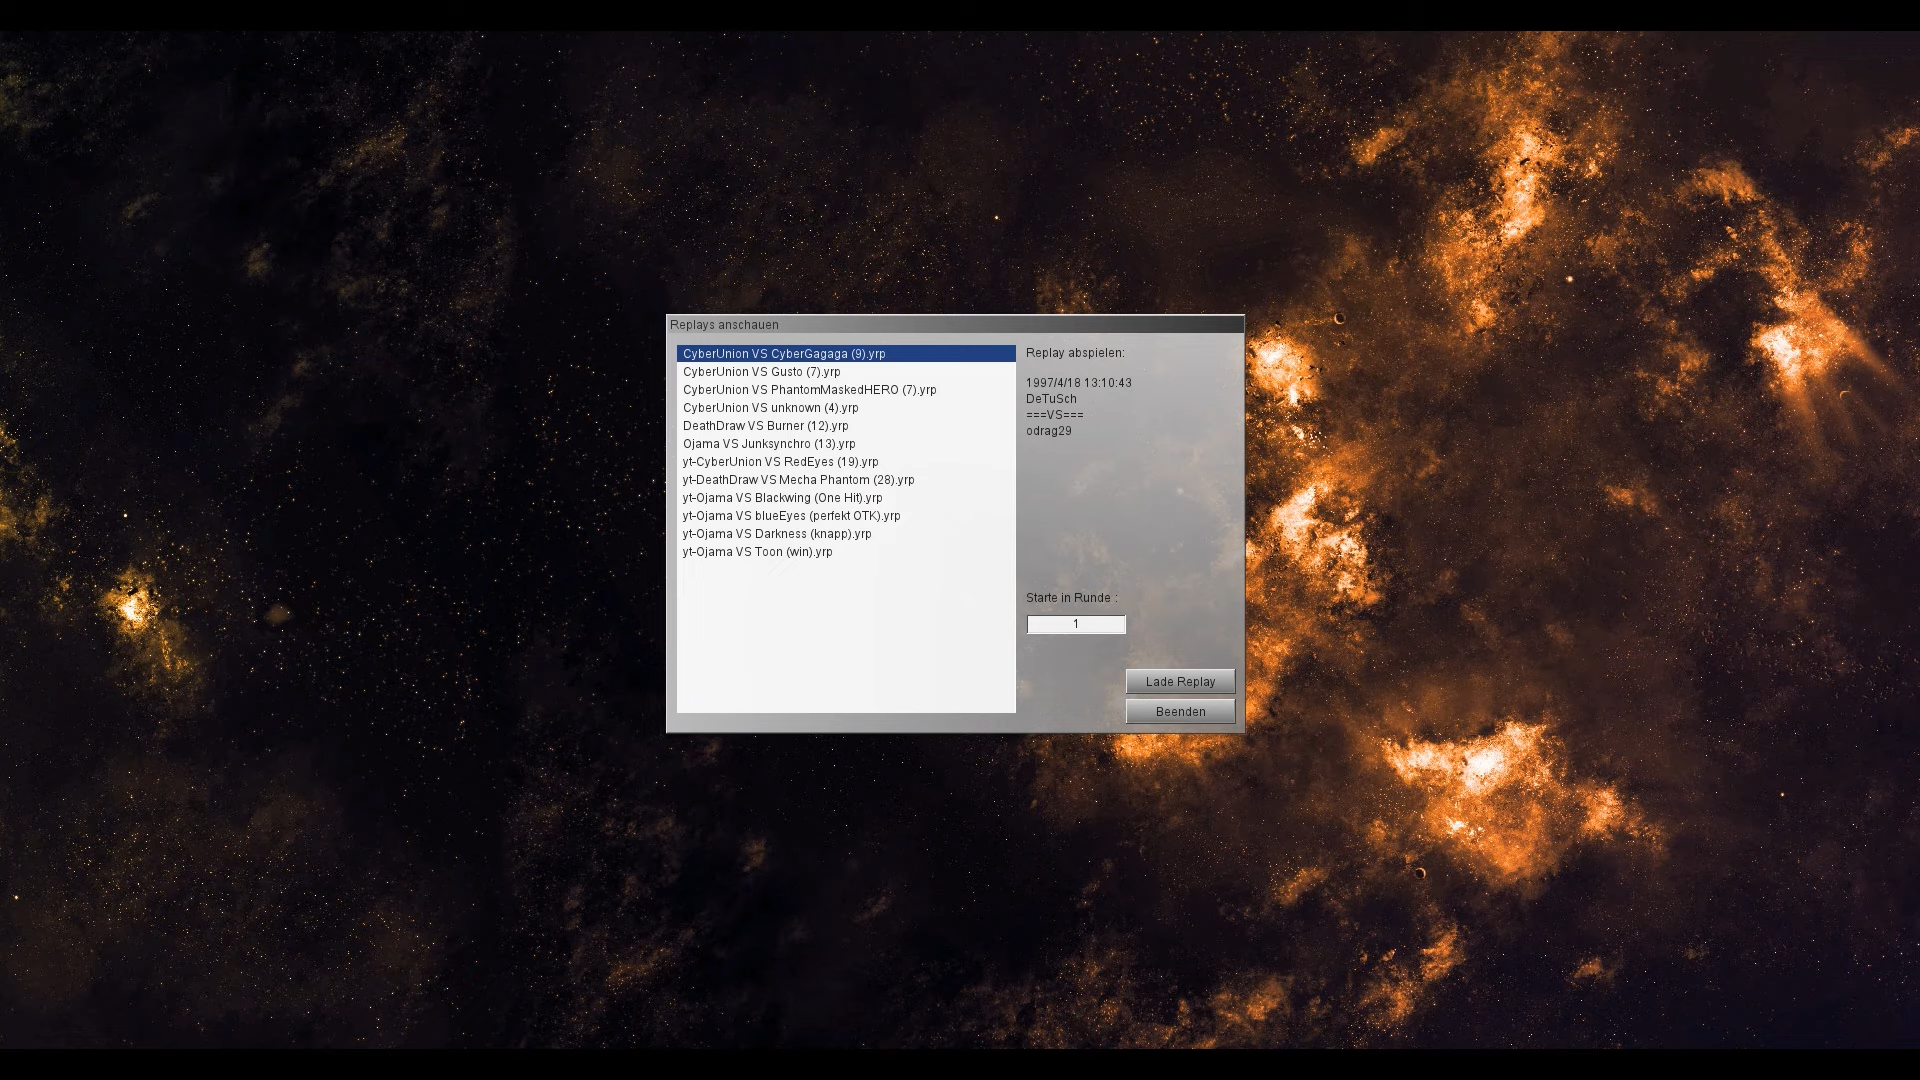 Replays anschauen
CyberUnion VS CyberGagaga (9).yrp
CyberUnion VS Gusto (7).yrp
CyberUnion VS PhantomMaskedHERO (7).yrp
CyberUnion VS unknown (4).yrp
DeathDraw VS Burner (12).yrp
Ojama VS Junksynchro (13).yrp
yt-CyberUnion VS RedEyes (19).yrp
yt-DeathDraw VS Mecha Phantom (28).yrp
yt-Ojama VS Blackwing (One Hit).yrp
yt-Ojama VS blueEyes (perfekt OTK).yrp
yt-Ojama VS Darkness (knapp).yrp
yt-Ojama VS Toon (win).yrp
Replay abspielen:
1997/4/18 13:10:43
DeTuSch
===VS===
odrag29
Starte in Runde :
1
Lade Replay
Beenden